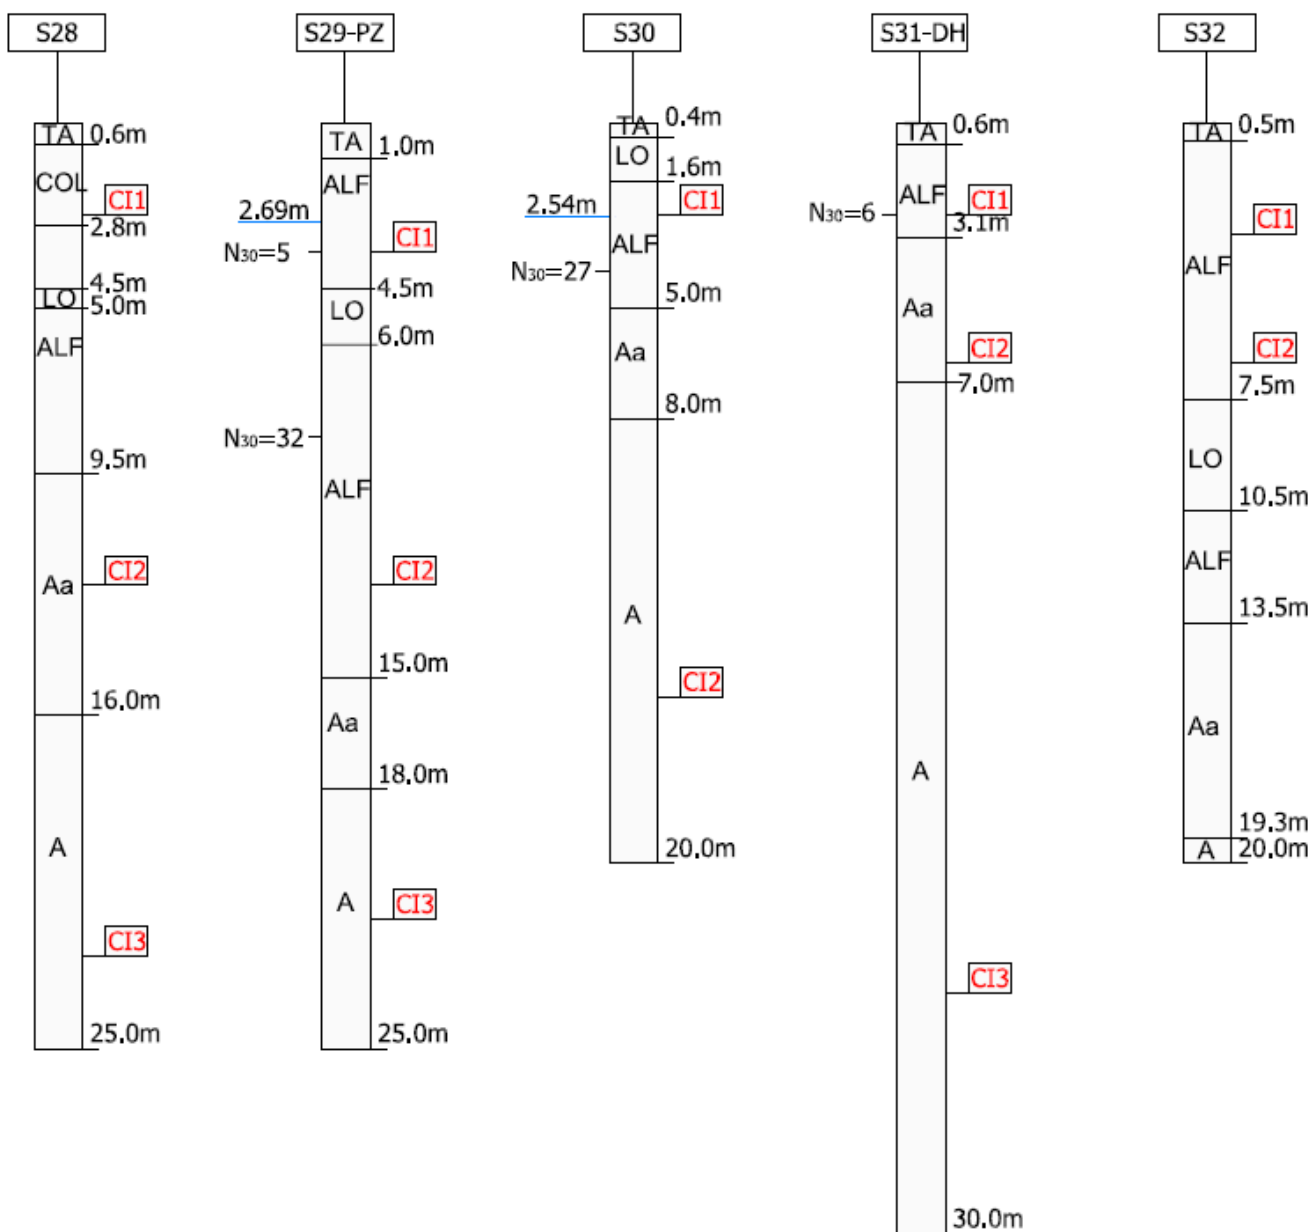 S28
TA
0.6m
COL
CI1
2.8m
4.5m
LO
5.0m
ALF
9.5m
Aa
CI2
16.0m
A
CI3
25.0m
S29-PZ
TA
1.0m
ALF
2.69m
CI1
N30=5
4.5m
LO
6.0m
N30=32
ALF
CI2
15.0m
Aa
18.0m
A
CI3
25.0m
S30
TA
0.4m
LO
1.6m
CI1
2.54m
ALF
N30=27
5.0m
Aa
8.0m
A
CI2
20.0m
S31-DH
TA
0.6m
ALF
CI1
N30=6
3.1m
Aa
CI2
7.0m
A
CI3
30.0m
S32
TA
0.5m
CI1
ALF
CI2
7.5m
LO
10.5m
ALF
13.5m
Aa
19.3m
A
20.0m